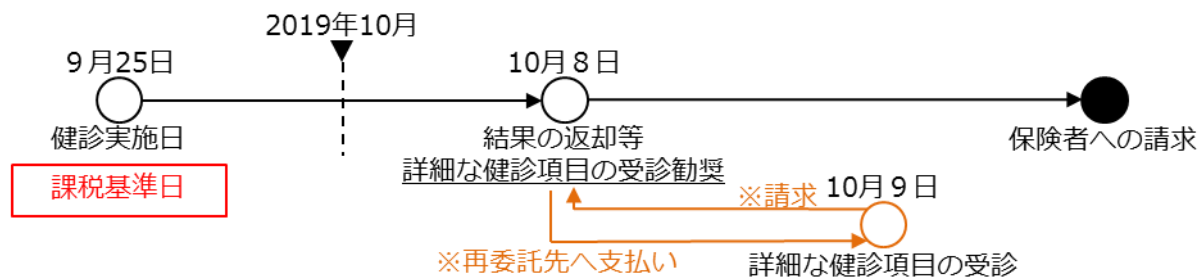 2019年10月
9月25日
10月8日
健診実施日
結果の返却等
保険者への請求
詳細な健診項目の受診勧奨
課税基準日
※請求
10月9日
※再委託先へ支払い
詳細な健診項目の受診